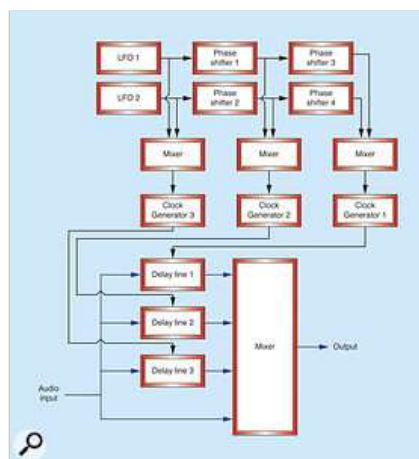 LFO 1
Phase
shifter 1
Phase
shifter 3
LFO 2
Phase
shifter 2
Phase
shifter 4
Mixer
Mixer
Mixer
Clock
Generator 3
Clock
Generator 2
Clock
Generator 1
Delay line 1
Delay line 2
Delay line 3
Mixer
Output
Audio
input